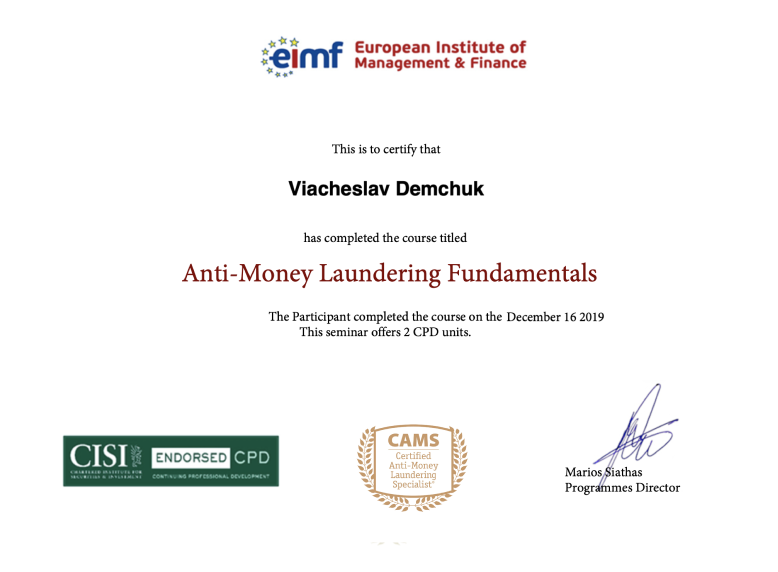 eimf European Institute of
Management & Finance
This is to certify that
Viacheslav Demchuk
has completed the course titled
Anti-Money Laundering Fundamentals
The Participant completed the course on the December 16 2019
This seminar offers 2 CPD units.
CISI
CHARTERED INSTITUTE FOR
SECURITIES & INVESTMENT
ENDORSED CPD
CONTINUING PROFESSIONAL DEVELOPMENT
CAMS
Certified
Anti-Money
Laundering
Specialist®
Marios Siathas
Programmes Director